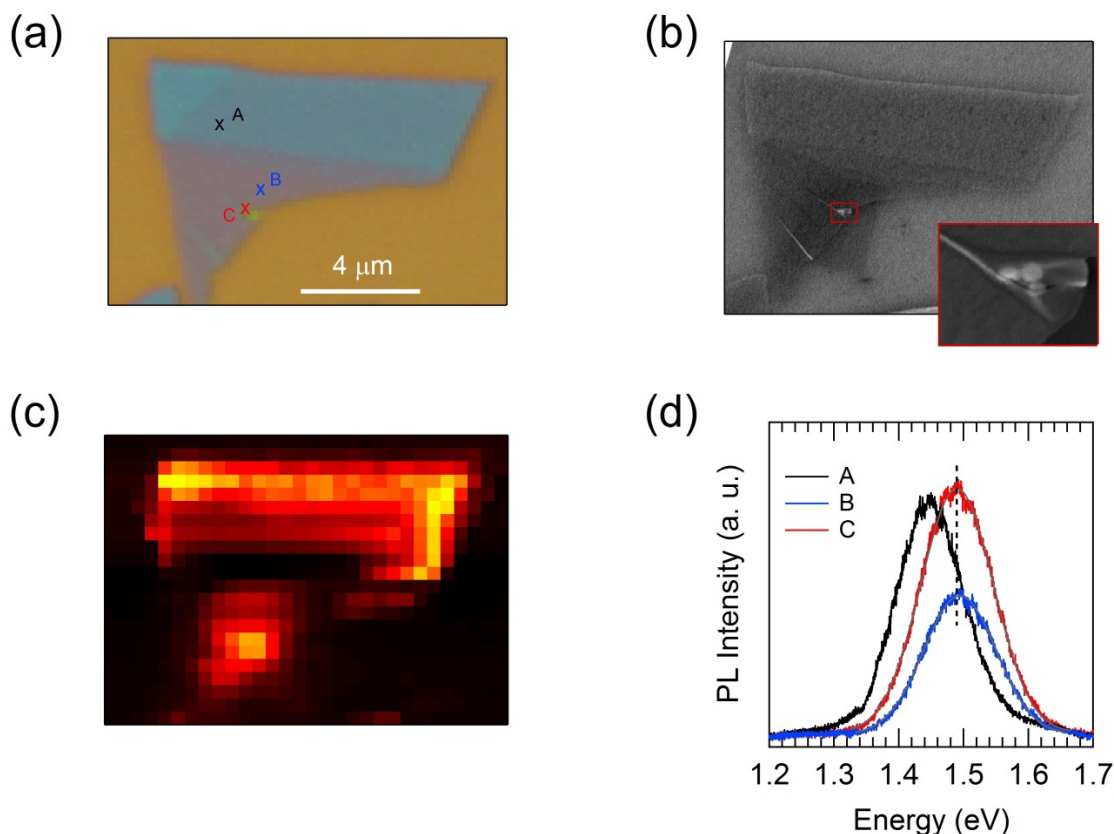 (a)
A
B
C
4 μm
(b)
(c)
(d)
PL Intensity (a. u.)
A
B
C
1.2 1.3 1.4 1.5 1.6 1.7
Energy (eV)